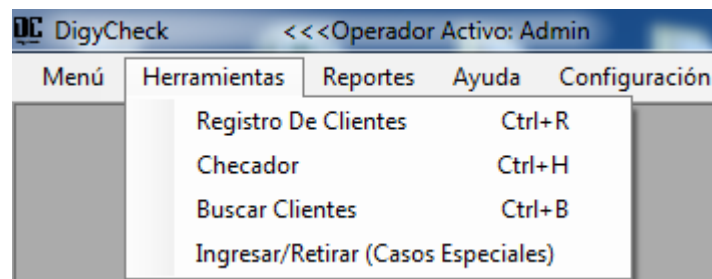 DC DigyCheck <<<Operador Activo: Admin
Menú Herramientas Reportes Ayuda Configuración
Registro De Clientes Ctrl+R
Checador Ctrl+H
Buscar Clientes Ctrl+B
Ingresar/Retirar (Casos Especiales)